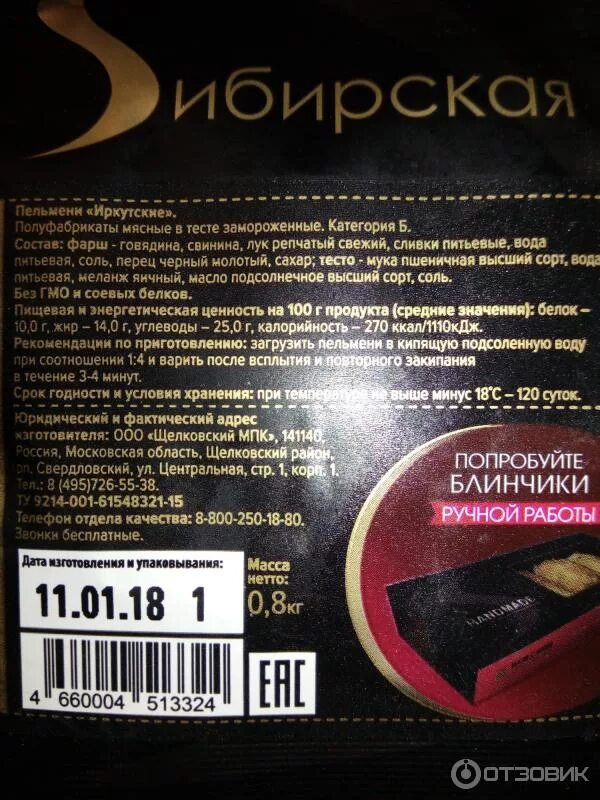 Сибирская
Пельмени «Иркутские».
Полуфабрикаты мясные в тесте замороженные. Категория Б.
Состав: фарш - говядина, свинина, лук репчатый свежий, сливки питьевые, вода
питьевая, соль, перец черный молотый, сахар; тесто - мука пшеничная высший сорт, вода
питьевая, меланж яичный, масло подсолнечное высший сорт, соль.
Без ГМО и соевых белков.
Пищевая и энергетическая ценность на 100 г продукта (средние значения): белок –
10,0 г, жир – 14,0 г, углеводы – 25,0 г, калорийность – 270 ккал/1110кДж.
Рекомендации по приготовлению: загрузить пельмени в кипящую подсоленную воду
при соотношении 1:4 и варить после всплытия и повторного закипания
в течение 3-4 минут.
Срок годности и условия хранения: при температуре не выше минус 18°С – 120 суток.
Юридический и фактический адрес
изготовителя: ООО «Щелковский МПК», 141140,
Россия, Московская область, Щелковский район,
рп. Свердловский, ул. Центральная, стр. 1, корп. 1.
Тел.: 8 (495)726-55-38.
ТУ 9214-001-61548321-15
Телефон отдела качества: 8-800-250-18-80.
Звонки бесплатные.
ПОПРОБУЙТЕ
БЛИНЧИКИ
РУЧНОЙ РАБОТЫ
HANDMADE
Дата изготовления и упаковывания:
11.01.18 1
Масса
нетто:
0,8кг
4 660004 513324
EAC
ОТЗОВИК